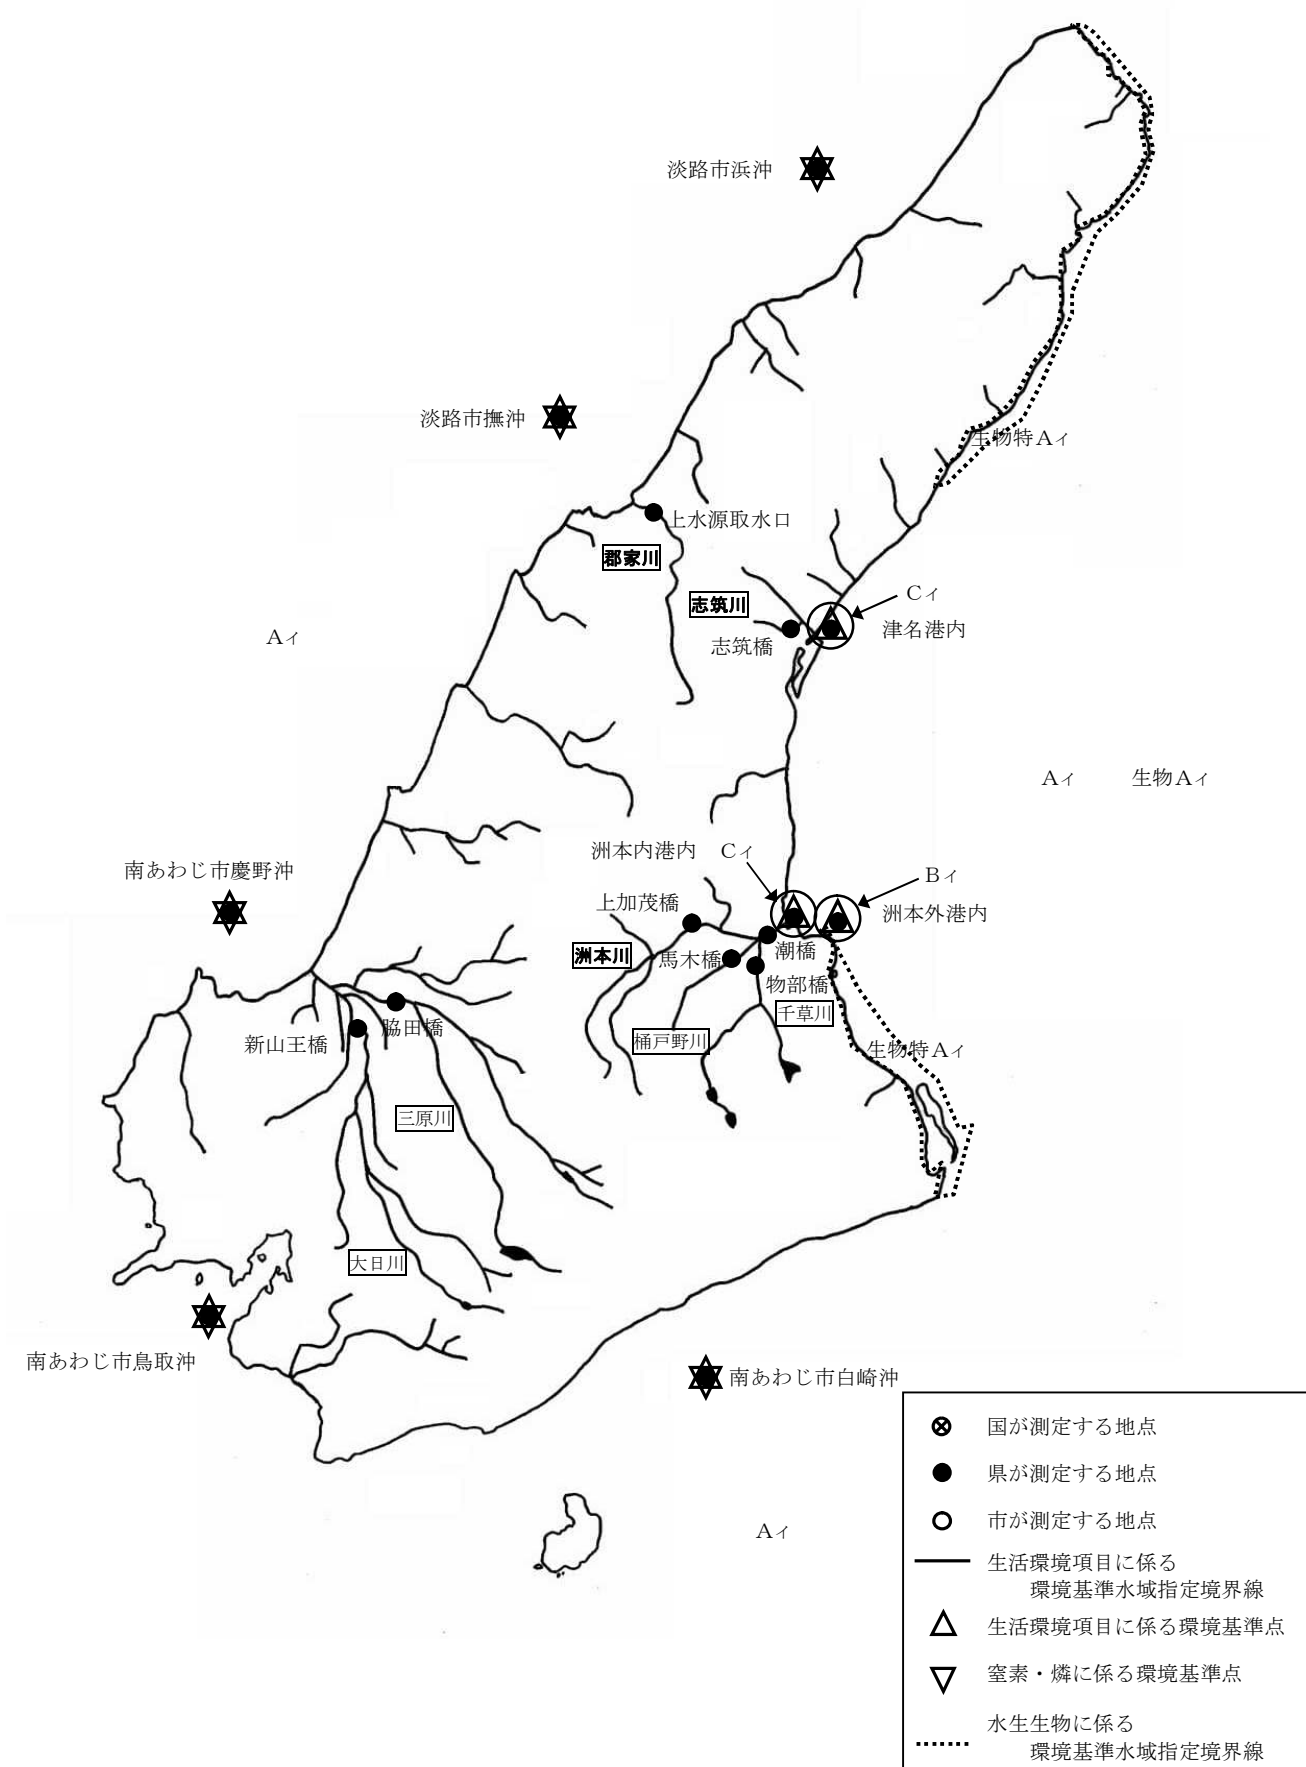 淡路市浜沖
淡路市撫沖
生物特Aィ
上水源取水口
郡家川
志筑川
Cィ
津名港内
志筑橋
Aィ
Aィ 生物Aィ
洲本内港内 Cィ
南あわじ市慶野沖
Bィ
上加茂橋
洲本外港内
洲本川
馬木橋
潮橋
物部橋
千草川
脇田橋
新山王橋
桶戸野川
生物特Aィ
三原川
大日川
南あわじ市鳥取沖
南あわじ市白崎沖
国が測定する地点
県が測定する地点
市が測定する地点
Aィ
生活環境項目に係る
環境基準水域指定境界線
生活環境項目に係る環境基準点
窒素・燐に係る環境基準点
水生生物に係る
環境基準水域指定境界線